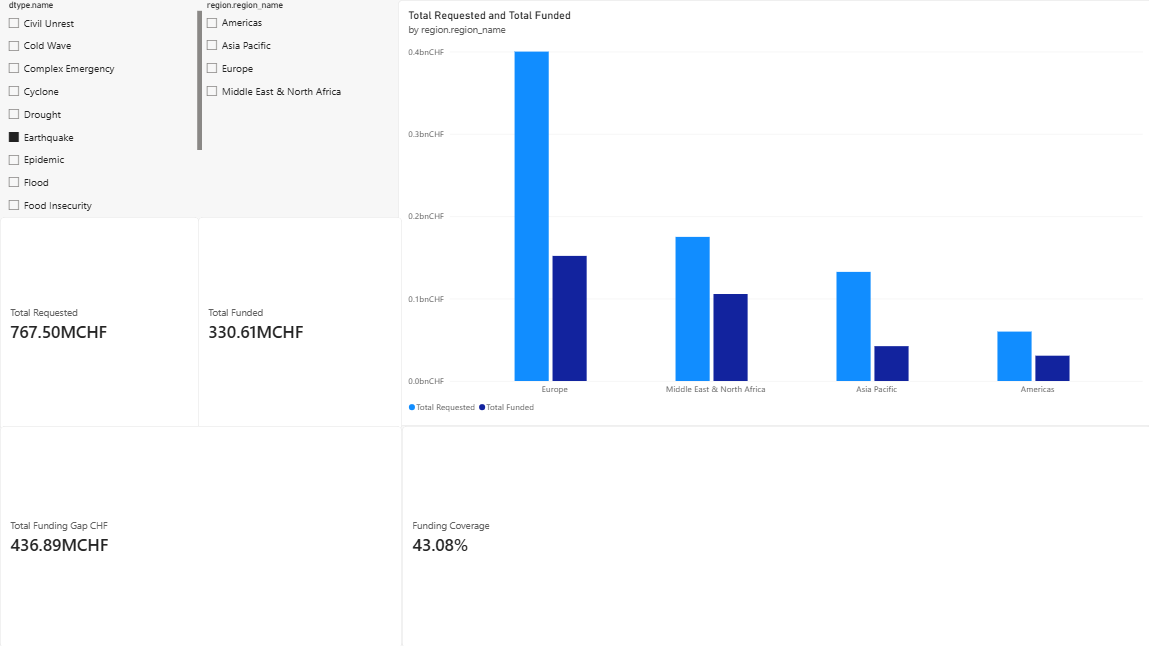 dtype.name
Civil Unrest
Cold Wave
Complex Emergency
Cyclone
Drought
Earthquake
Epidemic
Flood
Food Insecurity
region.region_name
Americas
Asia Pacific
Europe
Middle East & North Africa
Total Requested and Total Funded
by region.region_name
0.4bnCHF
0.3bnCHF
0.2bnCHF
0.1bnCHF
0.0bnCHF
Europe
Middle East & North Africa
Asia Pacific
Americas
Total Requested Total Funded
Total Requested
767.50MCHF
Total Funded
330.61MCHF
Total Funding Gap CHF
436.89MCHF
Funding Coverage
43.08%